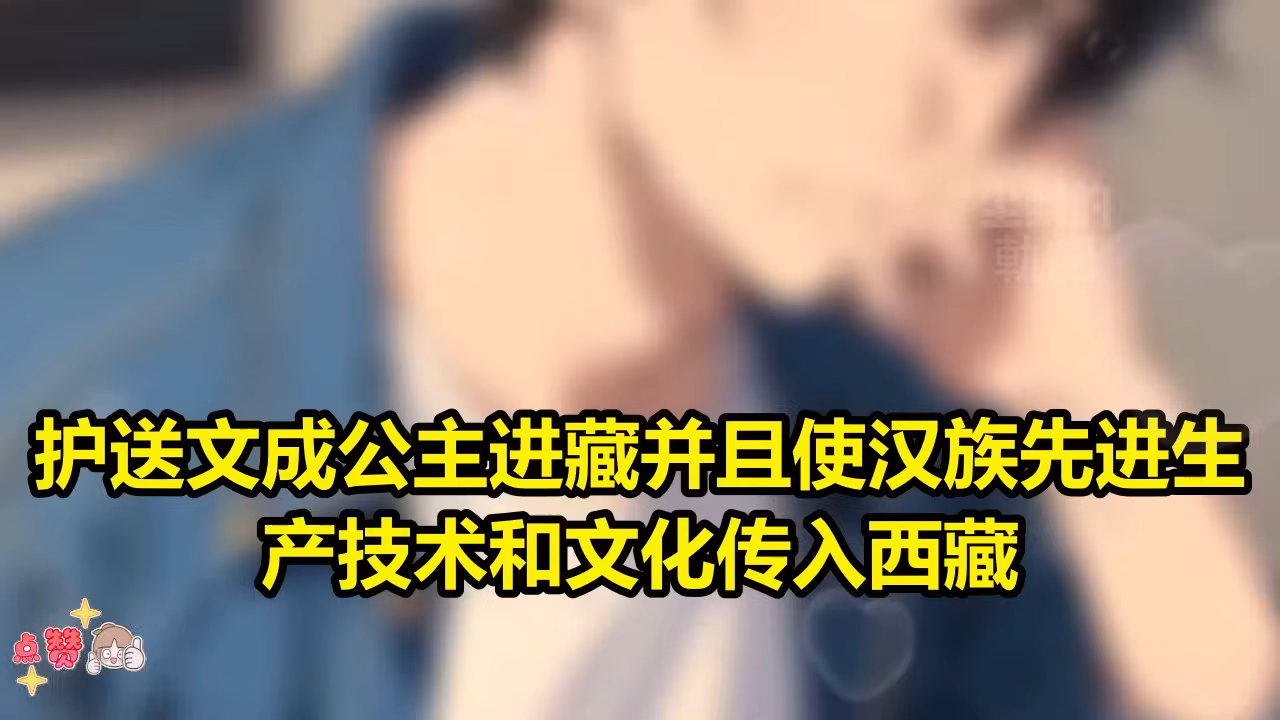 护送文成公主进藏并且使汉族先进生
产技术和文化传入西藏
点赞